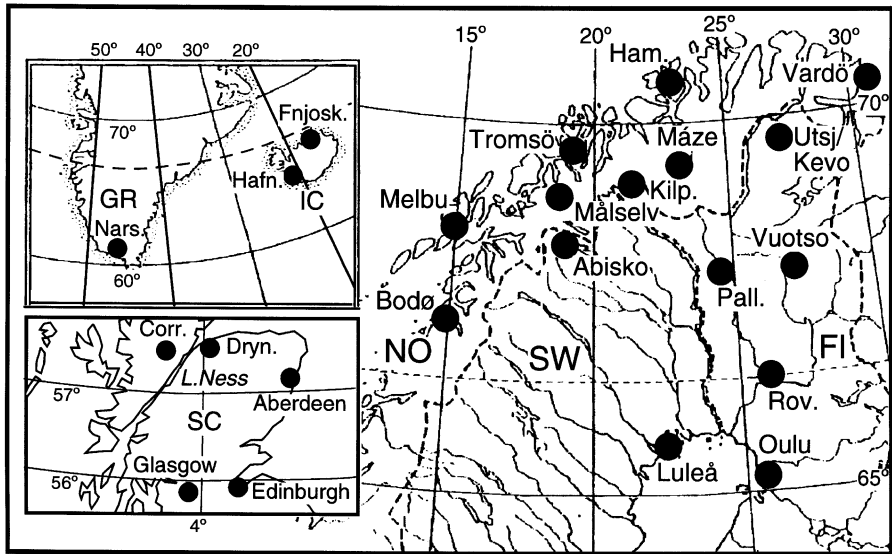 50° 40° 30° 20°
70°
Fnjosk.
Hafn.
IC
GR
Nars.
60°
Corr.
Dryn.
L.Ness
57°
Aberdeen
SC
Glasgow
56°
Edinburgh
4°
15° 20° 25° 30°
Ham.
Vardö
70°
Tromsö
Máze
Utsj
Kevo
Kilp.
Melbu
Målselv
Vuotso
Abisko
Pall.
Bodø
NO
SW
FI
Rov.
Oulu
Luleå
65°